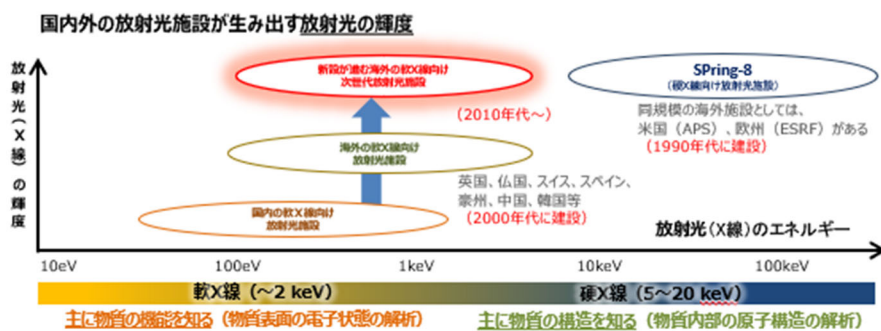 国内外の放射光施設が生み出す放射光の輝度
放射光(X線)の輝度
新設が進む海外の軟X線向け
次世代放射光施設
(2010年代~)
海外の軟X線向け
放射光施設
英国、仏国、スイス、スペイン、
豪州、中国、韓国等
(2000年代に建設)
国内の軟X線向け
放射光施設
SPring-8
(硬X線向け放射光施設)
同規模の海外施設としては、
米国(APS)、欧州(ESRF)がある
(1990年代に建設)
放射光(X線)のエネルギー
10eV 100eV 1keV 10keV 100keV
軟X線(~2 keV) 硬X線(5~20 keV)
主に物質の機能を知る(物質表面の電子状態の解析) 主に物質の構造を知る(物質内部の原子構造の解析)